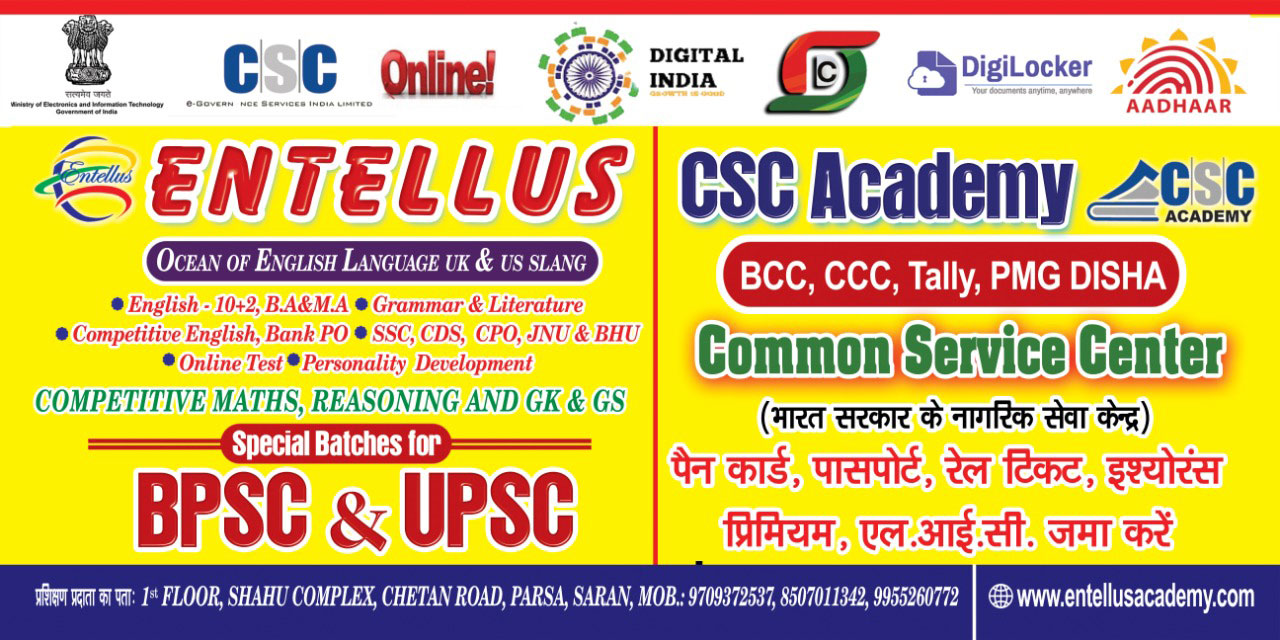 सत्यमेव जयते
Ministry of Electronics and Information Technology
Government of India
CSC
e-Govern nce Services India Limited
Online!
DIGITAL
INDIA
GROWTH IS GOOD
DigiLocker
Your documents anytime, anywhere
AADHAAR
Entellus
ENTELLUS
OCEAN OF ENGLISH LANGUAGE UK & US SLANG
English - 10+2, B.A&M.A Grammar & Literature
Competitive English, Bank PO SSC, CDS, CPO, JNU & BHU
Online Test Personality Development
COMPETITIVE MATHS, REASONING AND GK & GS
Special Batches for
BPSC & UPSC
CSC Academy
CSC
ACADEMY
BCC, CCC, Tally, PMG DISHA
Common Service Center
(भारत सरकार के नागरिक सेवा केन्द्र)
पैन कार्ड, पासपोर्ट, रेल टिकट, इश्योरंस
प्रिमियम, एल.आई.सी. जमा करें
प्रशिक्षण प्रदाता का पता: 1st FLOOR, SHAHU COMPLEX, CHETAN ROAD, PARSA, SARAN, MOB.: 9709372537, 8507011342, 9955260772
www.entellusacademy.com